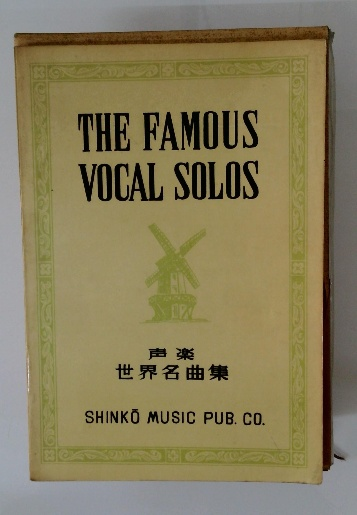 THE FAMOUS
VOCAL SOLOS
声楽
世界名曲集
SHINKŌ MUSIC PUB. CO.